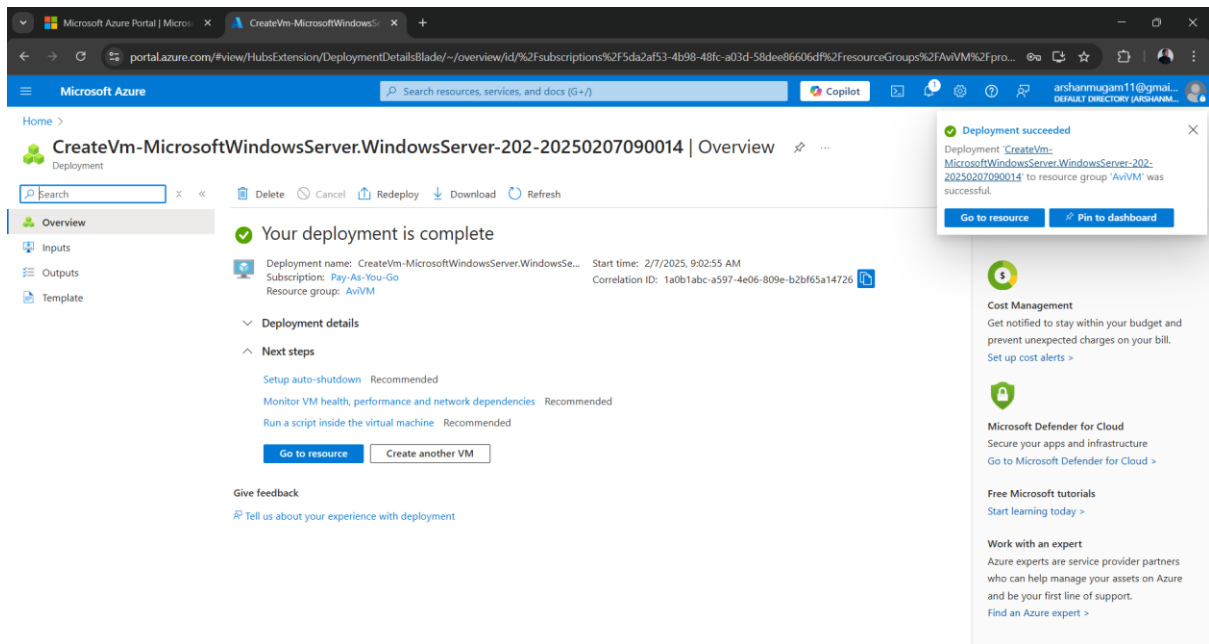 Microsoft Azure Portal | Micros
CreateVm-MicrosoftWindowsSe
portal.azure.com/#view/HubsExtension/DeploymentDetailsBlade/~/overview/id/%2Fsubscriptions%2F5da2af53-4b98-48fc-a03d-58dee86606df%2FresourceGroups%2FAviVM%2Fpro...
Microsoft Azure
Search resources, services, and docs (G+/)
Copilot
1
arshanmugam11@gmai...
DEFAULT DIRECTORY (ARSHANM...
Home >
CreateVm-MicrosoftWindowsServer.WindowsServer-202-20250207090014 | Overview
...
Deployment
Search
Delete Cancel Redeploy Download Refresh
Overview
Inputs
Outputs
Template
Your deployment is complete
Deployment name: CreateVm-MicrosoftWindowsServer.WindowsSe...
Subscription: Pay-As-You-Go
Resource group: AviVM
Start time: 2/7/2025, 9:02:55 AM
Correlation ID: 1a0b1abc-a597-4e06-809e-b2bf65a14726
Deployment details
Next steps
Setup auto-shutdown Recommended
Monitor VM health, performance and network dependencies Recommended
Run a script inside the virtual machine Recommended
Go to resource Create another VM
Give feedback
Tell us about your experience with deployment
Deployment succeeded
Deployment 'CreateVm-
MicrosoftWindowsServer.WindowsServer-202-
20250207090014' to resource group 'AviVM' was
successful.
Go to resource Pin to dashboard
Cost Management
Get notified to stay within your budget and
prevent unexpected charges on your bill.
Set up cost alerts >
Microsoft Defender for Cloud
Secure your apps and infrastructure
Go to Microsoft Defender for Cloud >
Free Microsoft tutorials
Start learning today >
Work with an expert
Azure experts are service provider partners
who can help manage your assets on Azure
and be your first line of support.
Find an Azure expert >